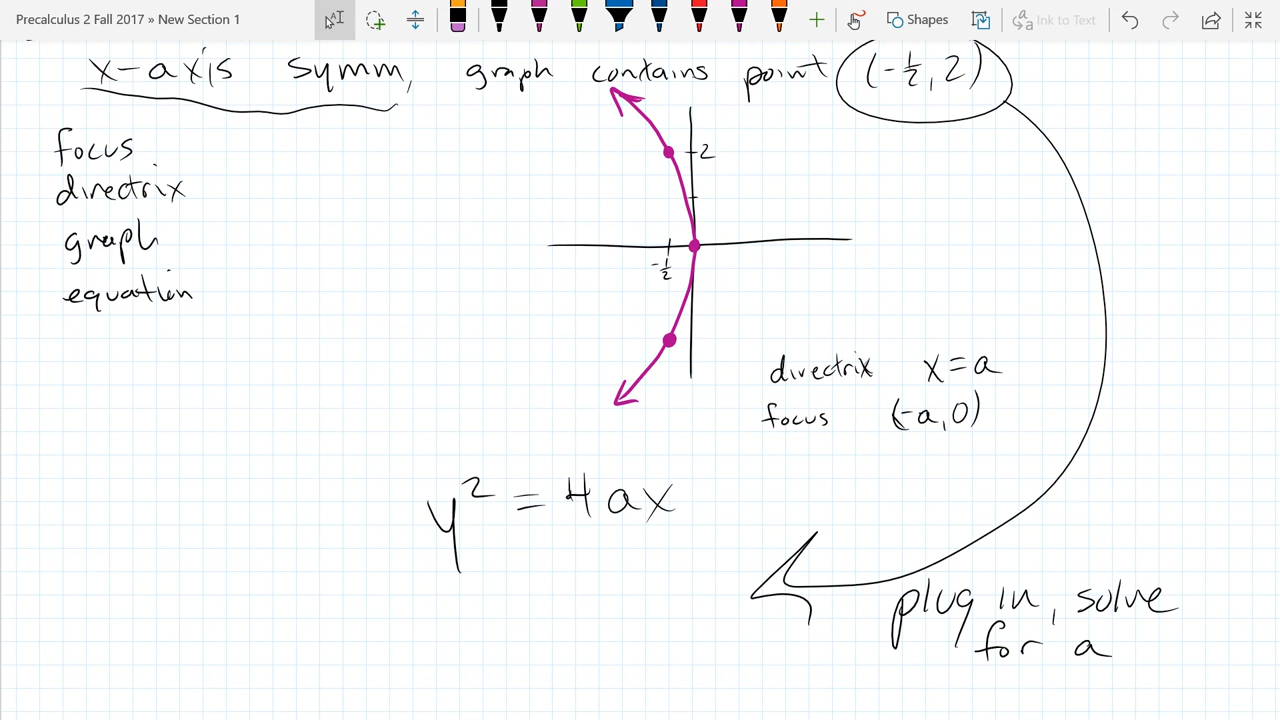 Precalculus 2 Fall 2017 » New Section 1
Shapes
Ink to Text
x-axis symm, graph contains point (-1/2, 2)
focus
directrix
graph
equation
2
-1/2
directrix x=a
focus (-a,0)
y² = 4ax
plug in, solve
for a